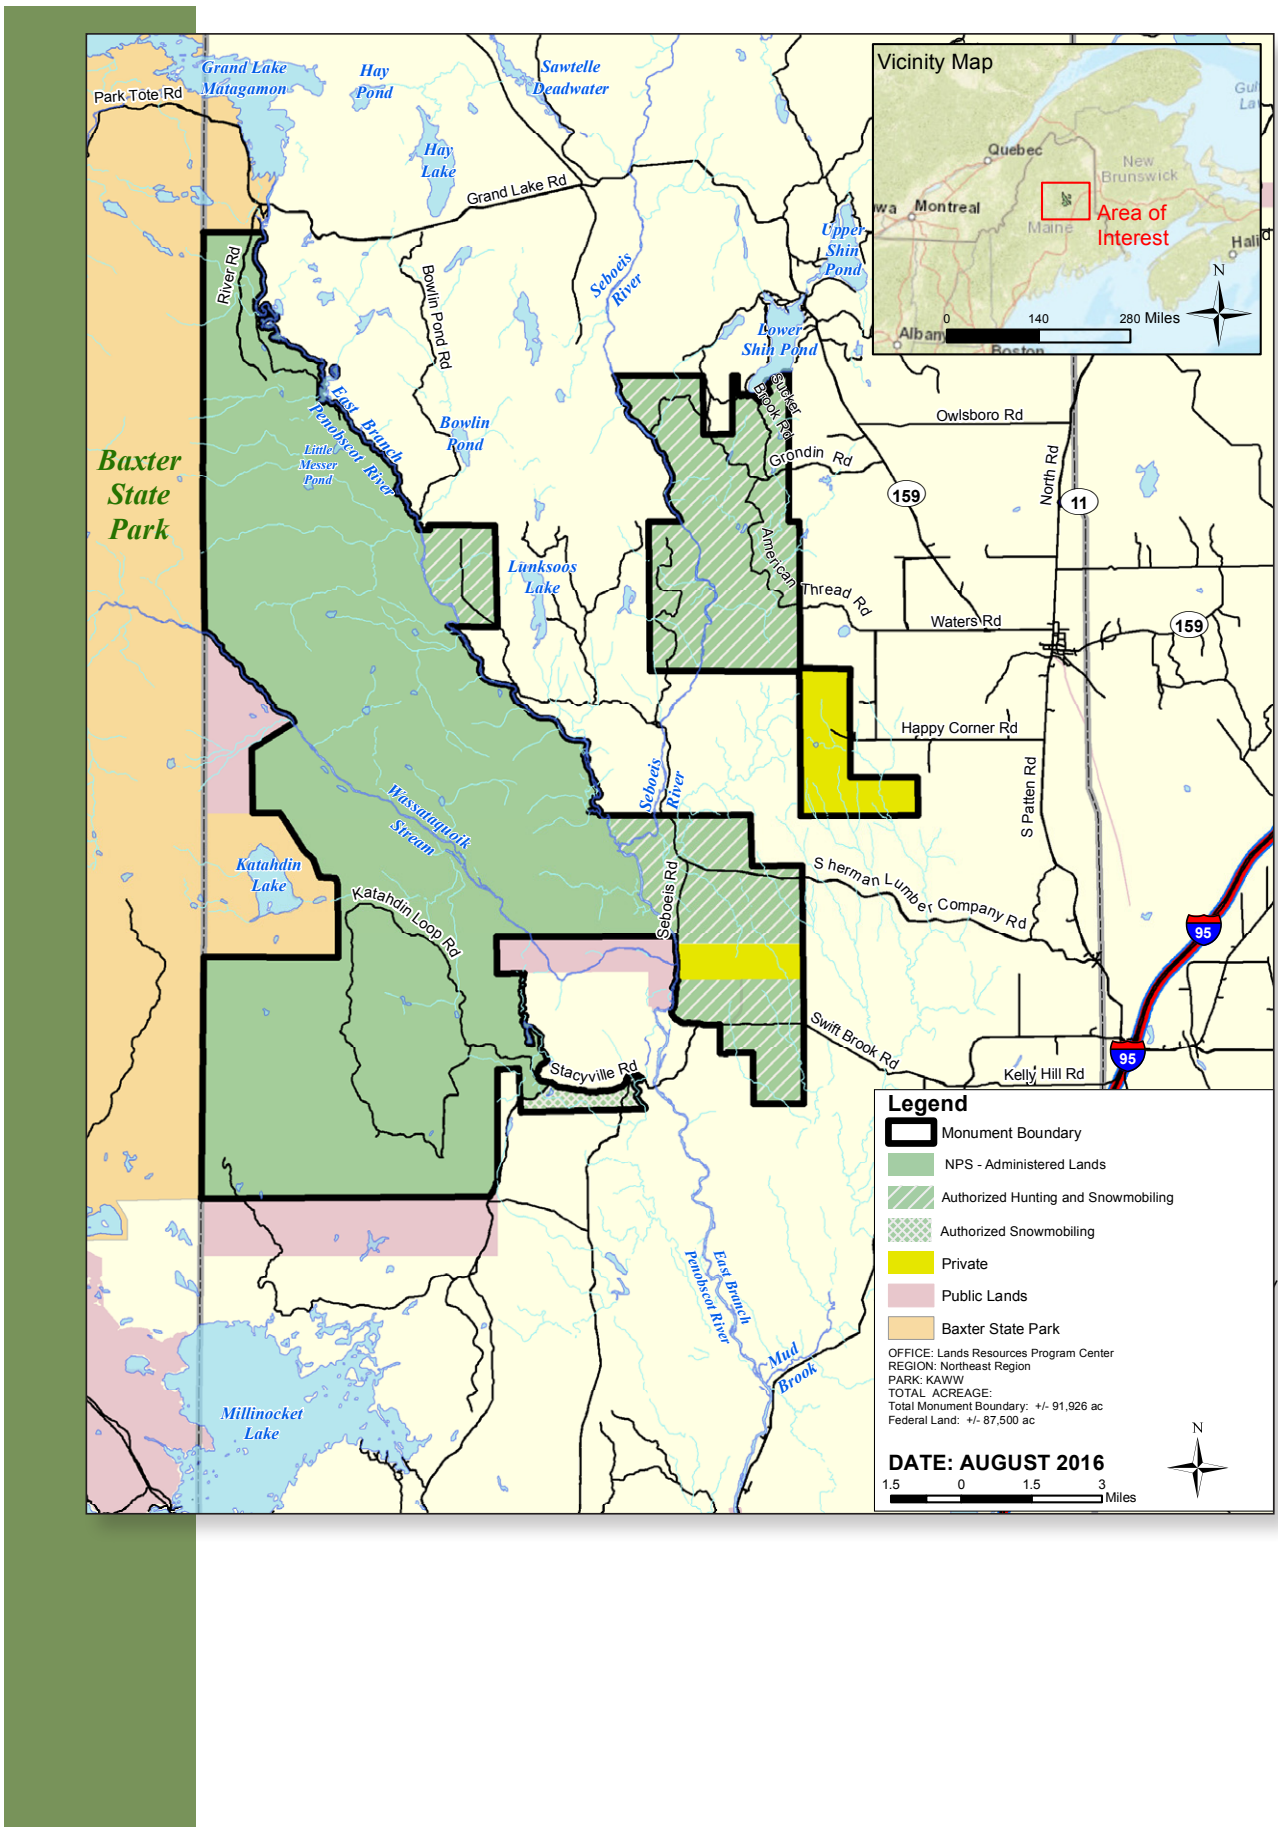 Grand Lake
Matagamon
Hay
Pond
Sawtelle
Deadwater
Park Tote Rd
Hay
Lake
Grand Lake Rd
Vicinity Map
Quebec
New
Brunswick
Montreal
Maine
Area of
Interest
Albany
Boston
N
0 140 280 Miles
Upper
Shin
Pond
River Rd
Bowlin Pond Rd
Seboeis
River
Lower
Shin Pond
Sucker
Brook Rd
Owlsboro Rd
Grondin Rd
North Rd
159
11
East Branch
Penobscot River
Bowlin
Pond
Little
Messer
Pond
Baxter
State
Park
Lunksoos
Lake
American Thread Rd
Waters Rd
159
Happy Corner Rd
S Patten Rd
Seboeis
River
Wassataquoik
Stream
Katahdin
Lake
Katahdin Loop Rd
Seboeis Rd
Sherman Lumber Company Rd
95
Swift Brook Rd
95
Kelly Hill Rd
Stacyville Rd
East Branch
Penobscot River
Mud
Brook
Millinocket
Lake
Legend
Monument Boundary
NPS - Administered Lands
Authorized Hunting and Snowmobiling
Authorized Snowmobiling
Private
Public Lands
Baxter State Park
OFFICE: Lands Resources Program Center
REGION: Northeast Region
PARK: KAWW
TOTAL ACREAGE:
Total Monument Boundary: +/- 91,926 ac
Federal Land: +/- 87,500 ac
N
DATE: AUGUST 2016
1.5 0 1.5 3
Miles